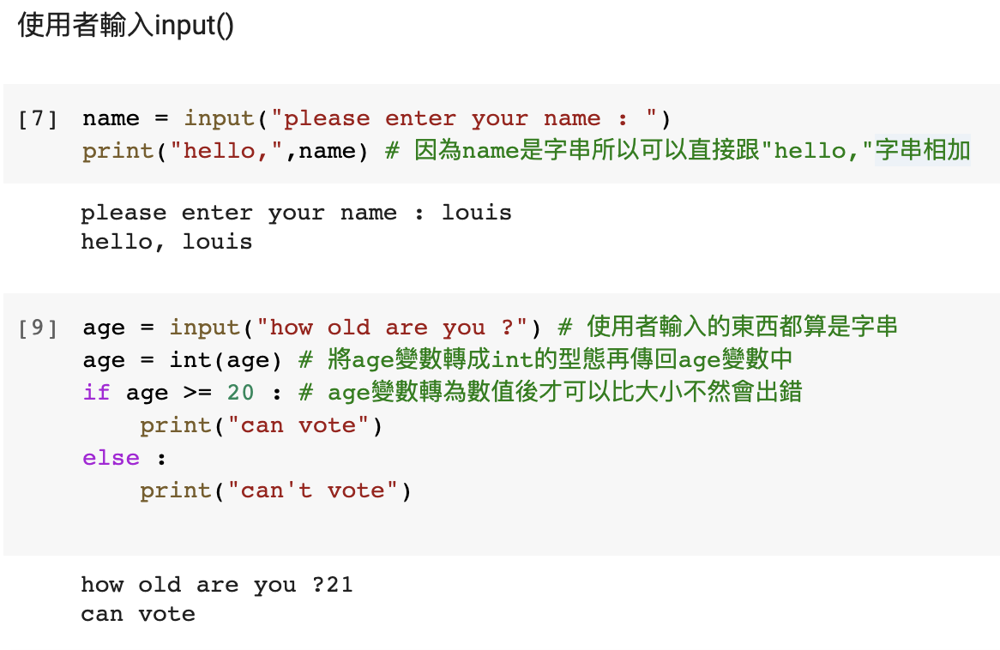 使用者輸入input()
[7] name = input("please enter your name : ")
print("hello,",name) # 因為name是字串所以可以直接跟"hello,"字串相加
please enter your name : louis
hello, louis
[9] age = input("how old are you ?") # 使用者輸入的東西都算是字串
age = int(age) # 將age變數轉成int的型態再傳回age變數中
if age >= 20 : # age變數轉為數值後才可以比大小不然會出錯
    print("can vote")
else :
    print("can't vote")
how old are you ?21
can vote